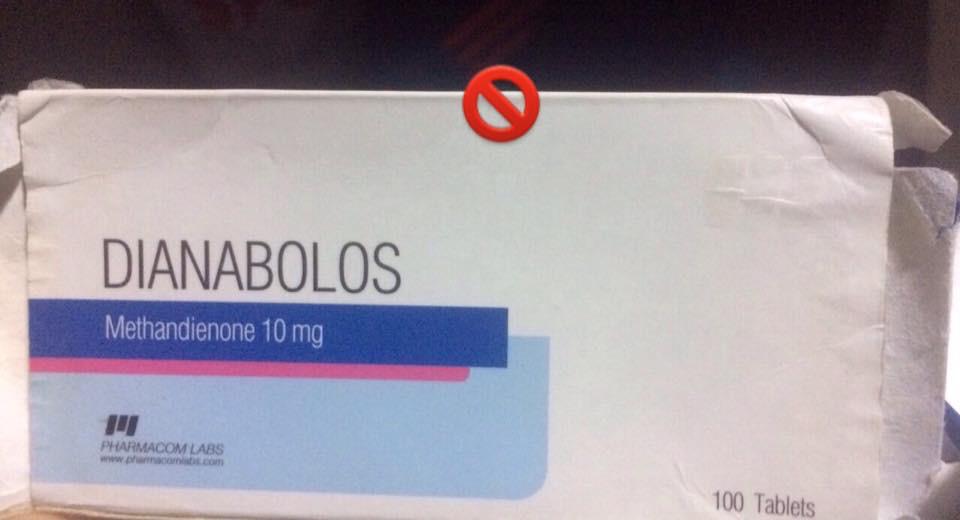 DIANABOLOS
Methandienone 10 mg
PHARMACOM LABS
www.pharmacomlabs.com
100 Tablets